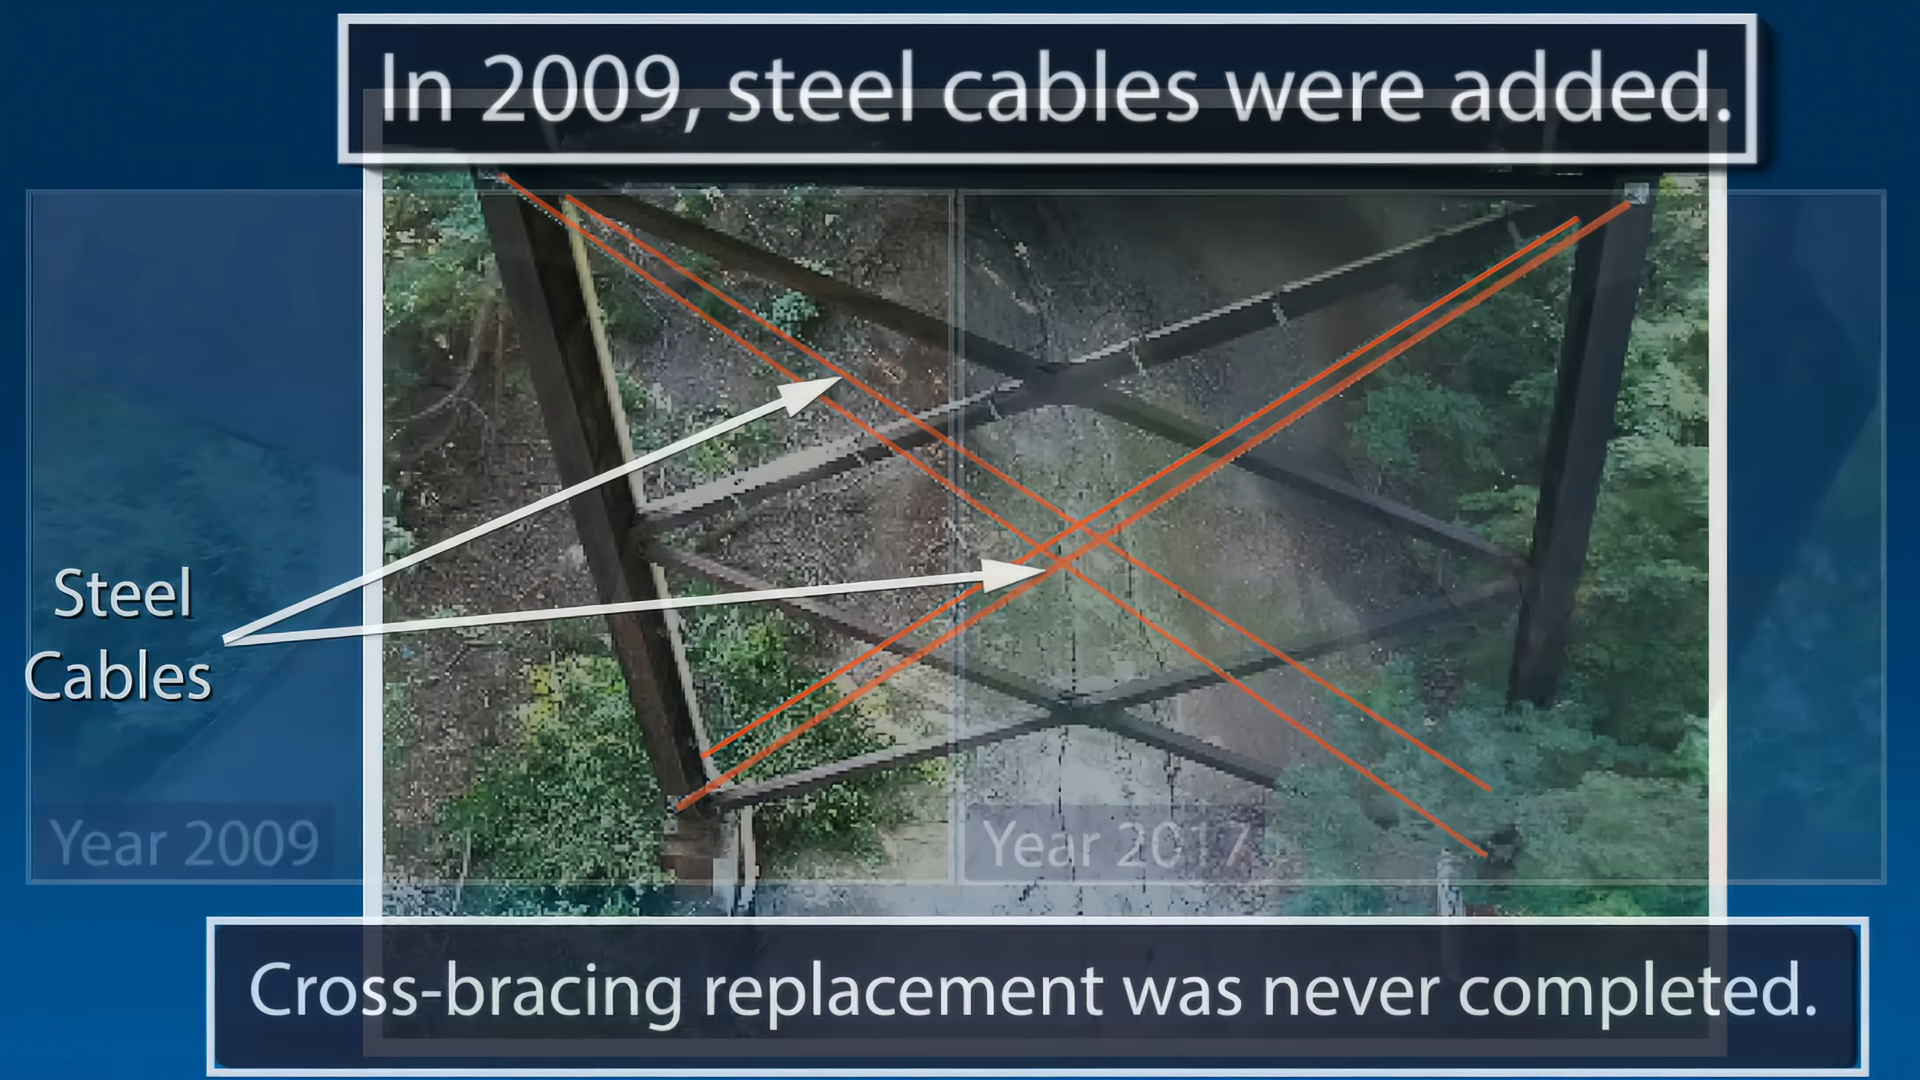 In 2009, steel cables were added.
Steel
Cables
Year 2009
Year 2017
Cross-bracing replacement was never completed.